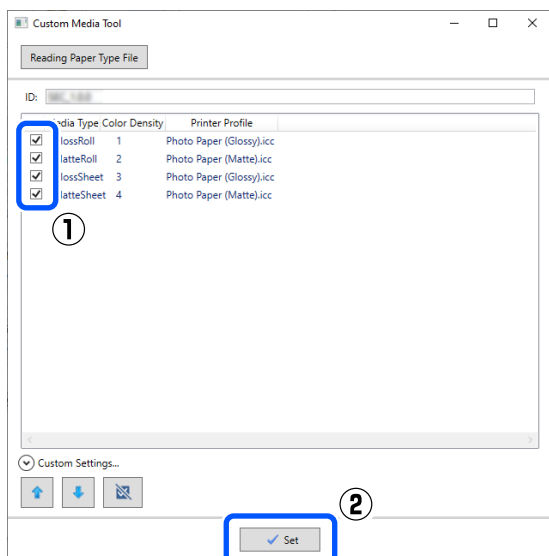 Custom Media Tool
Reading Paper Type File
ID:
edia Type Color Density Printer Profile
lossRoll 1 Photo Paper (Glossy).icc
latteRoll 2 Photo Paper (Matte).icc
lossSheet 3 Photo Paper (Glossy).icc
latteSheet 4 Photo Paper (Matte).icc
①
Custom Settings...
②
Set